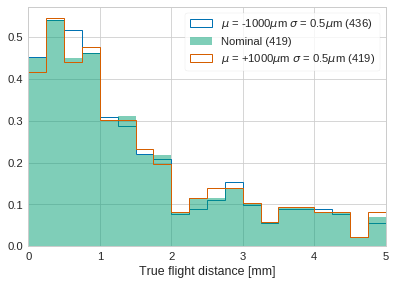 μ = -1000μm σ = 0.5μm (436)
Nominal (419)
μ = +1000μm σ = 0.5μm (419)
0.5
0.4
0.3
0.2
0.1
0.0
0 1 2 3 4 5
True flight distance [mm]